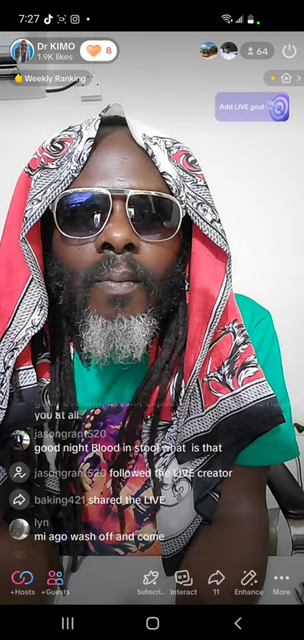 7:27
Dr KIMO
1.9K likes
8
64
Weekly Ranking
Add LIVE goal
you at all
jasongrant520
good night Blood in stool what is that
jasongrant520 followed the LIVE creator
baking421 shared the LIVE
lyn
mi ago wash off and come
+Hosts
+Guests
Subscri...
Interact
11
Enhance
More